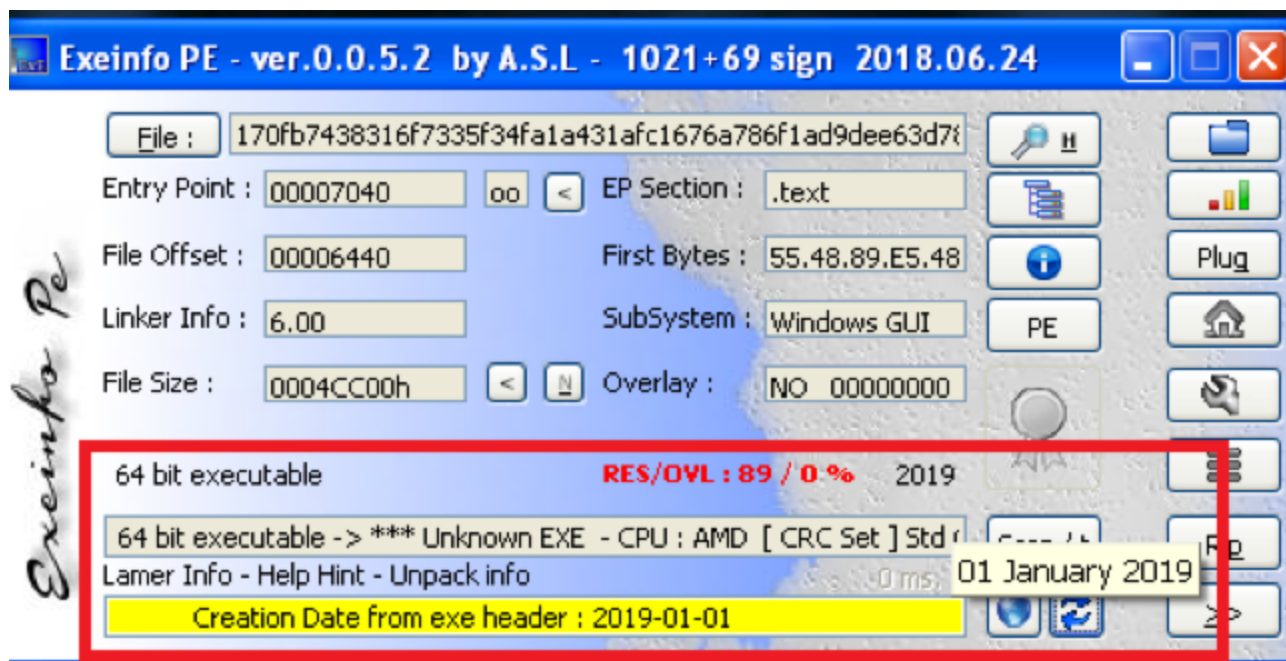 Exeinfo PE - ver.0.0.5.2 by A.S.L - 1021+69 sign 2018.06.24
File : 170fb7438316f7335f34fa1a431afc1676a786f1ad9dee63d78
H
Entry Point : 00007040 oo < EP Section : .text
File Offset : 00006440 First Bytes : 55.48.89.E5.48 Plug
Linker Info : 6.00 SubSystem : Windows GUI PE
File Size : 0004CC00h < N Overlay : NO 00000000
Exeinfo Pe
64 bit executable RES/OVL : 89 / 0 % 2019
64 bit executable -> *** Unknown EXE - CPU : AMD [ CRC Set ] Std
Rip
Lamer Info - Help Hint - Unpack info 0 ms. 01 January 2019
Creation Date from exe header : 2019-01-01 >>